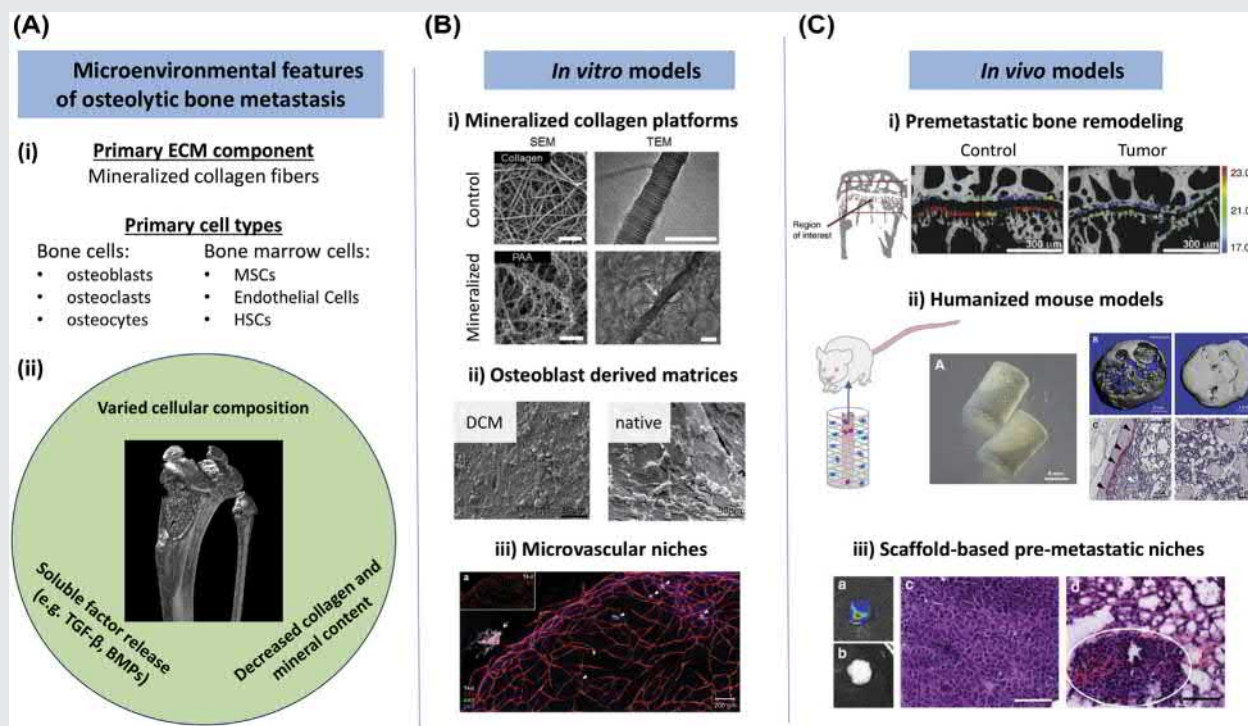 (A)
Microenvironmental features
of osteolytic bone metastasis
(i)
Primary ECM component
Mineralized collagen fibers
Primary cell types
Bone cells:
• osteoblasts
• osteoclasts
• osteocytes
Bone marrow cells:
• MSCs
• Endothelial Cells
• HSCs
(ii)
Varied cellular composition
Soluble factor release
(e.g. TGF-β, BMPs)
Decreased collagen and
mineral content
(B)
In vitro models
i) Mineralized collagen platforms
SEM
TEM
Control
Collagen
Mineralized
PAA
ii) Osteoblast derived matrices
DCM
native
50μm
iii) Microvascular niches
a
200 μm
(C)
In vivo models
i) Premetastatic bone remodeling
Control
Tumor
Region
of interest
300 μm
300 μm
23.0
21.0
17.0
ii) Humanized mouse models
A
B
C
iii) Scaffold-based pre-metastatic niches
a
b
c
d